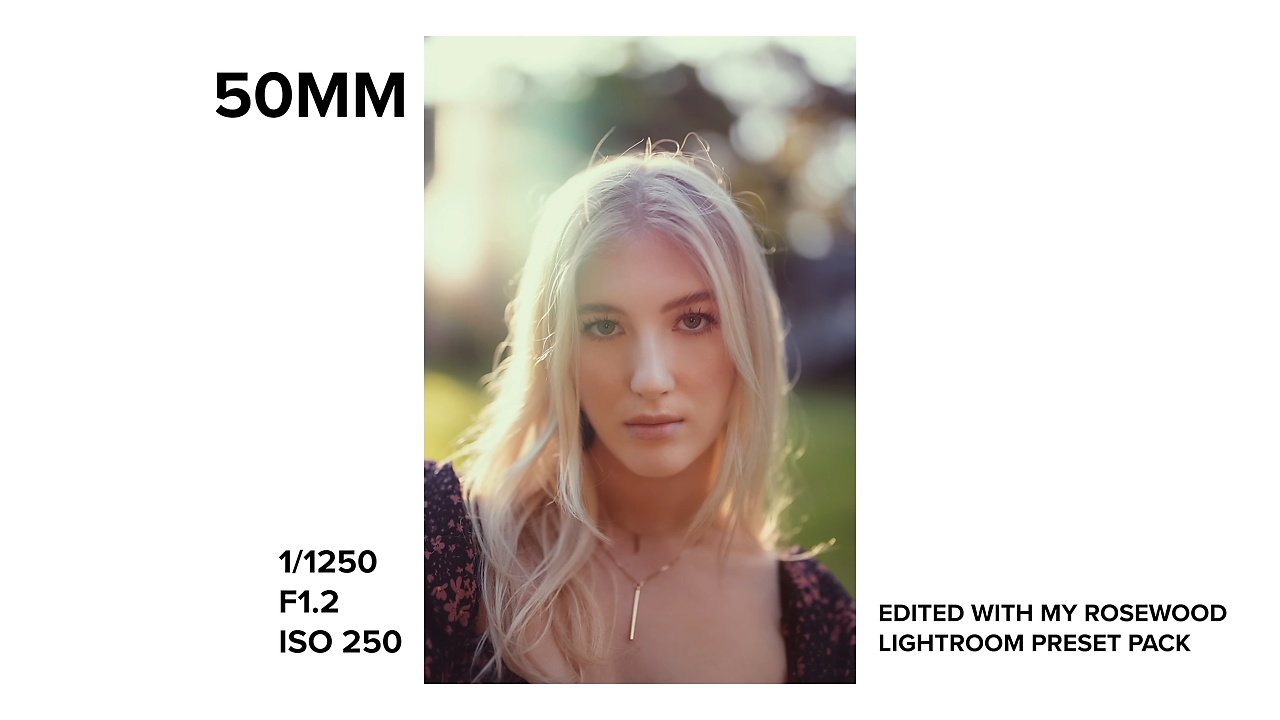 50MM
1/1250
F1.2
ISO 250
EDITED WITH MY ROSEWOOD
LIGHTROOM PRESET PACK